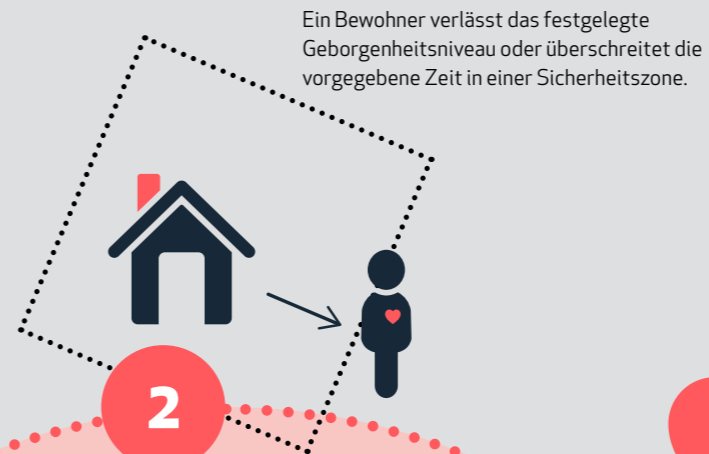 Ein Bewohner verlässt das festgelegte
Geborgenheitsniveau oder überschreitet die
vorgegebene Zeit in einer Sicherheitszone.
2